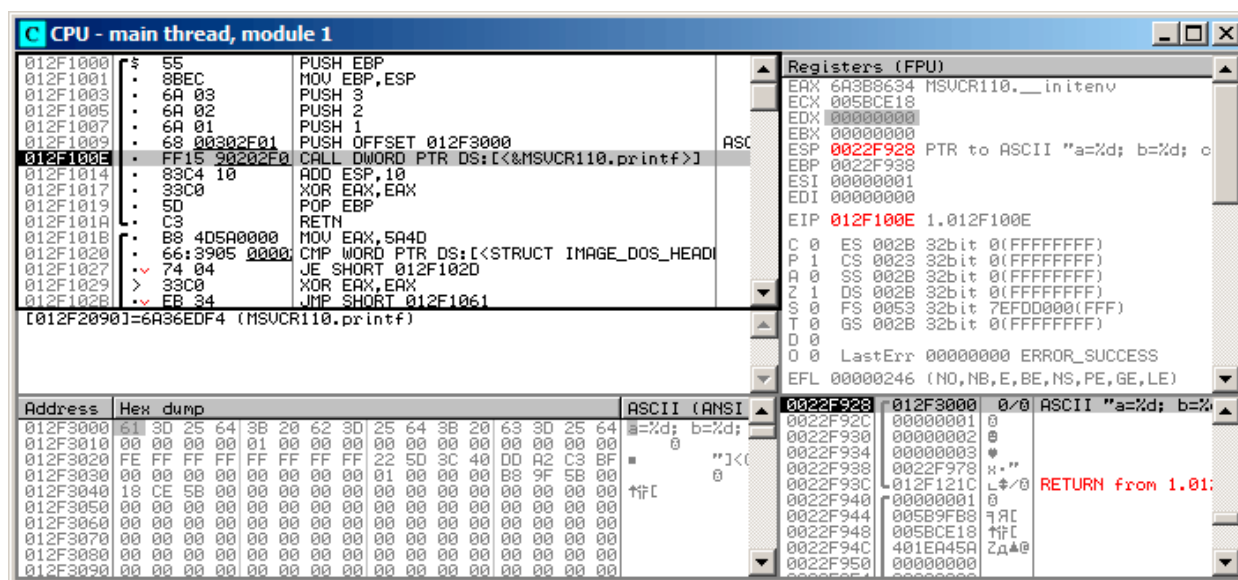 C CPU - main thread, module 1
012F1000 $ 55 PUSH EBP
012F1001 . 8BEC MOV EBP,ESP
012F1003 . 6A 03 PUSH 3
012F1005 . 6A 02 PUSH 2
012F1007 . 6A 01 PUSH 1
012F1009 . 68 00302F01 PUSH OFFSET 012F3000 ASC
012F100E . FF15 90202F0 CALL DWORD PTR DS:[<&MSVCR110.printf>]
012F1014 . 83C4 10 ADD ESP,10
012F1017 . 33C0 XOR EAX,EAX
012F1019 . 5D POP EBP
012F101A . C3 RETN
012F101B . B8 4D5A0000 MOV EAX,5A4D
012F1020 . 66:3905 0000 CMP WORD PTR DS:[<STRUCT IMAGE_DOS_HEAD
012F1027 .v 74 04 JE SHORT 012F102D
012F1029 > 33C0 XOR EAX,EAX
012F102B .v EB 34 JMP SHORT 012F1061
[012F2090]=6A36EDF4 (MSVCR110.printf)
Registers (FPU)
EAX 6A3B8634 MSVCR110.__initenv
ECX 005BCE18
EDX 00000000
EBX 00000000
ESP 0022F928 PTR to ASCII "a=%d; b=%d; c
EBP 0022F938
ESI 00000001
EDI 00000000
EIP 012F100E 1.012F100E
C 0 ES 002B 32bit 0(FFFFFFFF)
P 1 CS 0023 32bit 0(FFFFFFFF)
A 0 SS 002B 32bit 0(FFFFFFFF)
Z 1 DS 002B 32bit 0(FFFFFFFF)
S 0 FS 0053 32bit 7EFDD000(FFF)
T 0 GS 002B 32bit 0(FFFFFFFF)
D 0
O 0 LastErr 00000000 ERROR_SUCCESS
EFL 00000246 (NO,NB,E,BE,NS,PE,GE,LE)
Address Hex dump ASCII (ANSI
012F3000 61 3D 25 64 3B 20 62 3D 25 64 3B 20 63 3D 25 64 a=%d; b=%d;
012F3010 00 00 00 00 01 00 00 00 00 00 00 00 00 00 00 00
012F3020 FE FF FF FF FF FF FF FF 22 5D 3C 40 DD A2 C3 BF "]<
012F3030 00 00 00 00 00 00 00 00 01 00 00 00 B8 9F 5B 00
012F3040 18 CE 5B 00 00 00 00 00 00 00 00 00 00 00 00 00
012F3050 00 00 00 00 00 00 00 00 00 00 00 00 00 00 00 00
012F3060 00 00 00 00 00 00 00 00 00 00 00 00 00 00 00 00
012F3070 00 00 00 00 00 00 00 00 00 00 00 00 00 00 00 00
012F3080 00 00 00 00 00 00 00 00 00 00 00 00 00 00 00 00
012F3090 00 00 00 00 00 00 00 00 00 00 00 00 00 00 00 00
0022F928 012F3000 0/0 ASCII "a=%d; b=%
0022F92C 00000001
0022F930 00000002
0022F934 00000003
0022F938 0022F978
0022F93C 012F121C RETURN from 1.01
0022F940 00000001
0022F944 005B9FB8
0022F948 005BCE18
0022F94C 401EA45A
0022F950 00000000